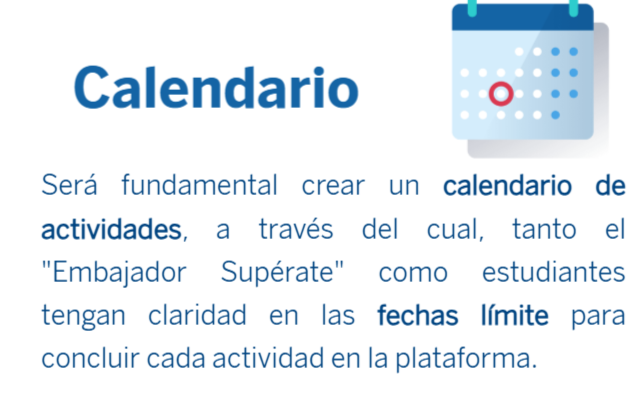 Calendario
Será fundamental crear un calendario de
actividades, a través del cual, tanto el
"Embajador Supérate" como estudiantes
tengan claridad en las fechas límite para
concluir cada actividad en la plataforma.